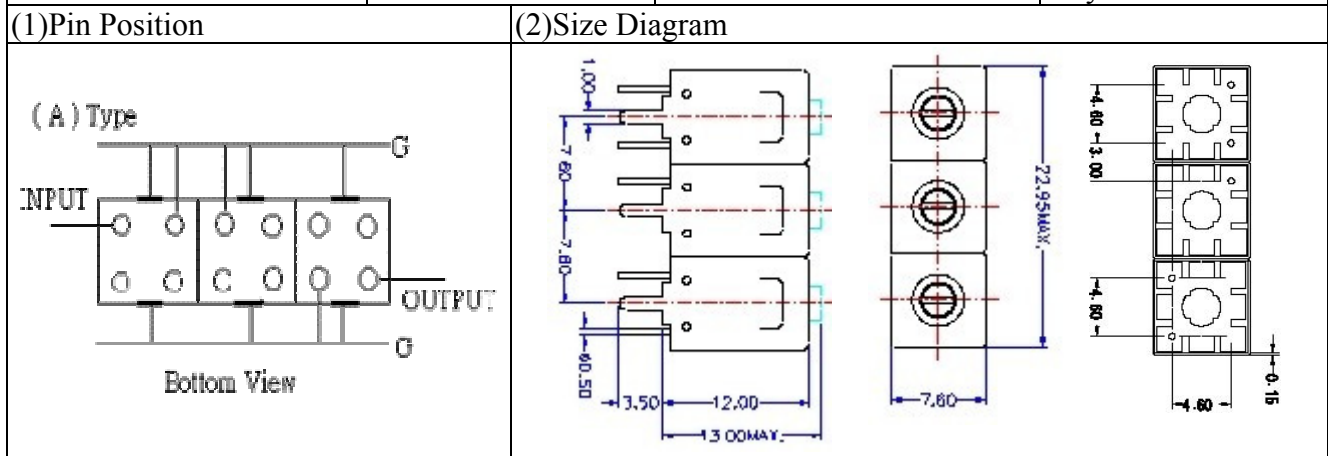 (1)Pin Position
(2)Size Diagram
( A ) Type
G
INPUT
OUTPUT
G
Bottom View
1.00
7.60
7.60
ø0.50
3.50
12.00
13.00MAX.
22.95MAX.
7.60
4.60
3.00
4.60
4.60
0.15